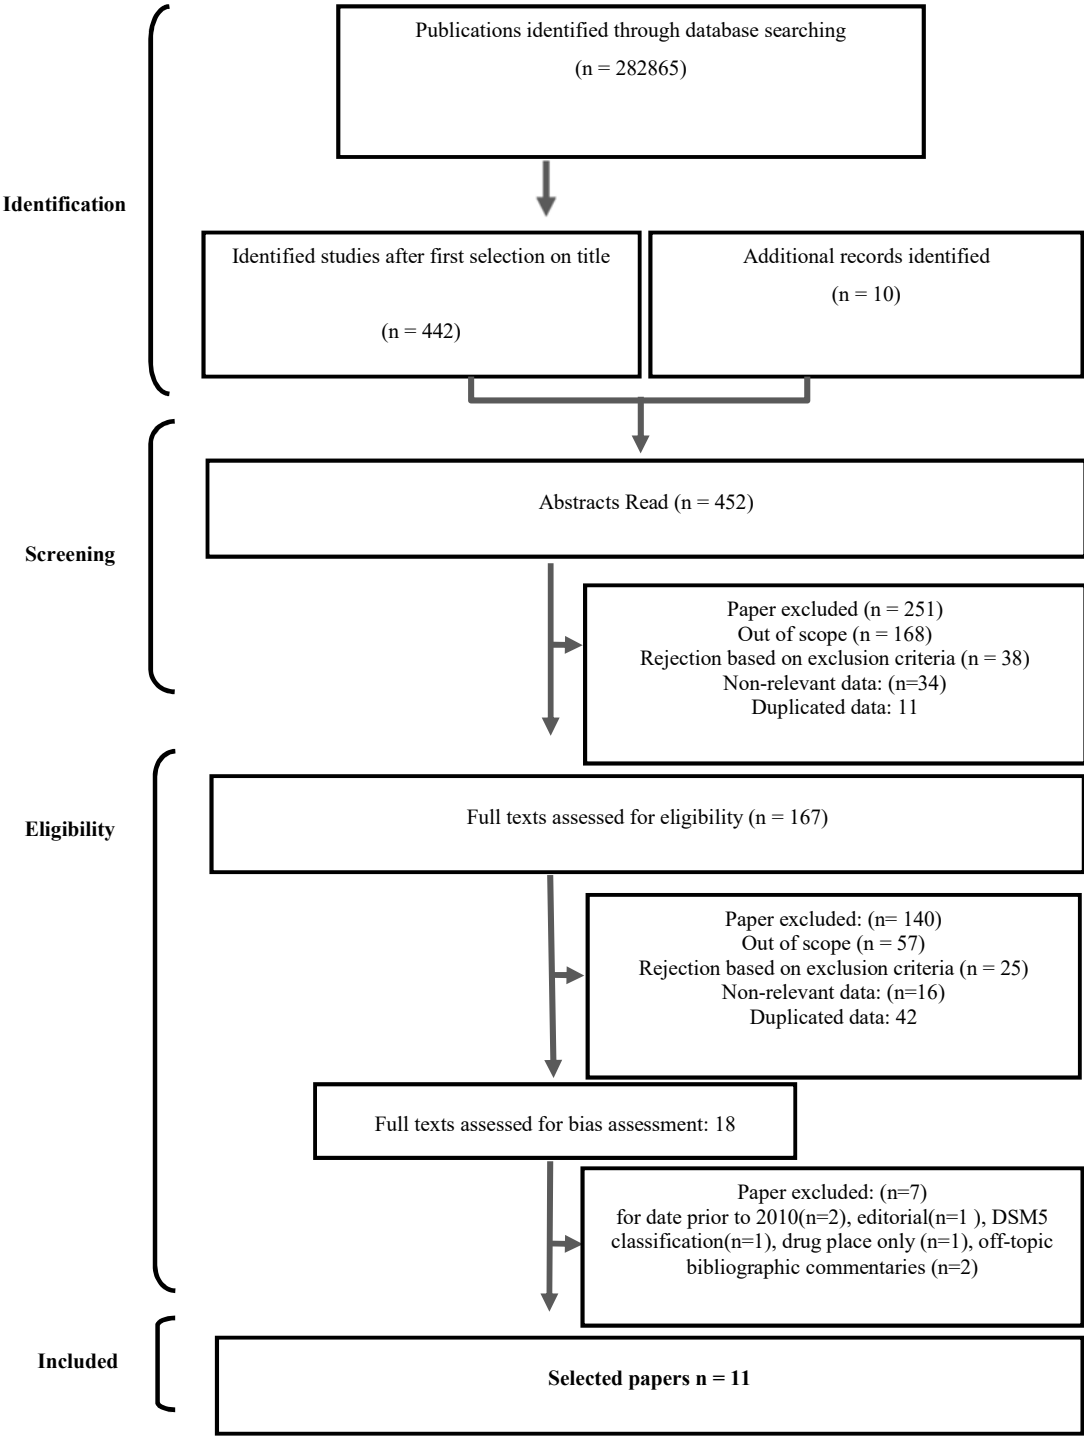 Publications identified through database searching
(n = 282865)
Identification
Identified studies after first selection on title
(n = 442)
Additional records identified
(n = 10)
Abstracts Read (n = 452)
Screening
Paper excluded (n = 251)
Out of scope (n = 168)
Rejection based on exclusion criteria (n = 38)
Non-relevant data: (n=34)
Duplicated data: 11
Eligibility
Full texts assessed for eligibility (n = 167)
Paper excluded: (n= 140)
Out of scope (n = 57)
Rejection based on exclusion criteria (n = 25)
Non-relevant data: (n=16)
Duplicated data: 42
Full texts assessed for bias assessment: 18
Paper excluded: (n=7)
for date prior to 2010(n=2), editorial(n=1 ), DSM5
classification(n=1), drug place only (n=1), off-topic
bibliographic commentaries (n=2)
Included
Selected papers n = 11